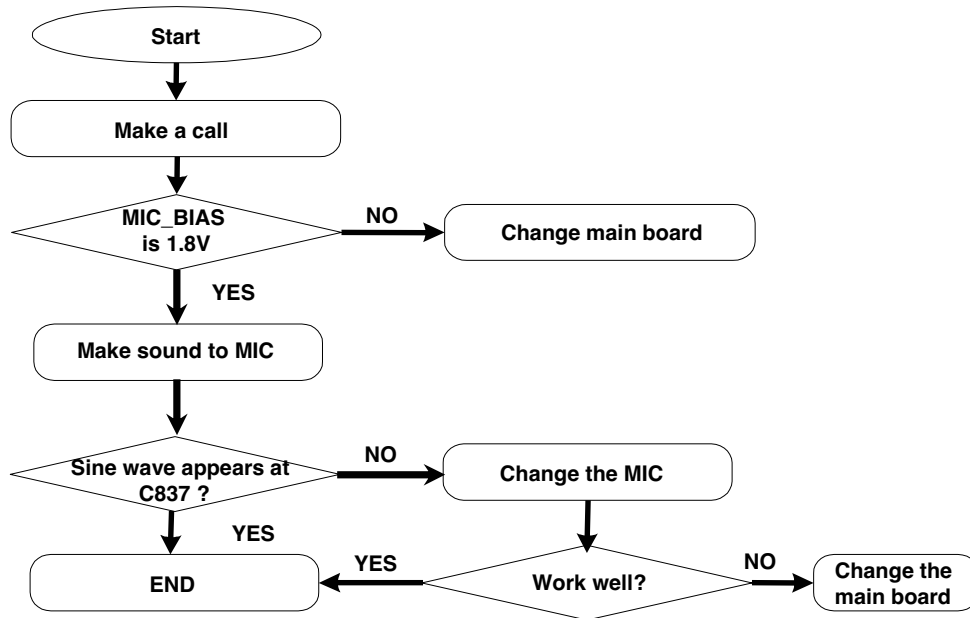 Start
Make a call
MIC_BIAS
is 1.8V
NO
Change main board
YES
Make sound to MIC
Sine wave appears at
C837 ?
NO
Change the MIC
YES
END
YES
Work well?
NO
Change the
main board